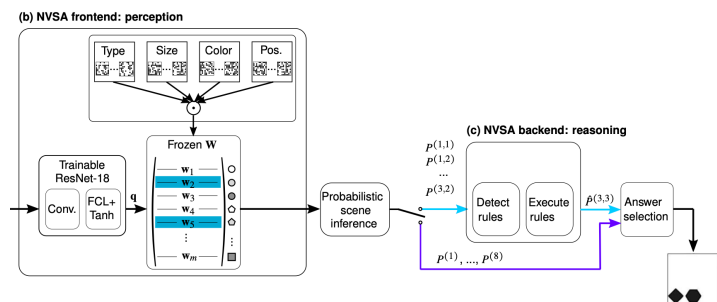 (b) NVSA frontend: perception
Type
Size
Color
Pos.
...
...
...
...
Frozen W
Trainable
ResNet-18
Conv.
FCL+
Tanh
q
w1
w2
w3
w4
w5
⋮
⋮
wm
Probabilistic
scene
inference
P(1,1)
P(1,2)
...
P(3,2)
(c) NVSA backend: reasoning
Detect
rules
Execute
rules
P̂(3,3)
Answer
selection
P(1) , ..., P(8)